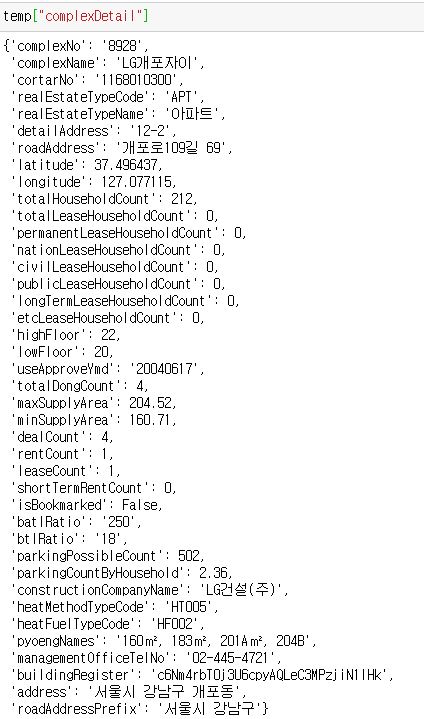 temp["complexDetail"]
{'complexNo': '8928',
'complexName': 'LG개포자이',
'cortarNo': '1168010300',
'realEstateTypeCode': 'APT',
'realEstateTypeName': '아파트',
'detailAddress': '12-2',
'roadAddress': '개포로109길 69',
'latitude': 37.496437,
'longitude': 127.077115,
'totalHouseholdCount': 212,
'totalLeaseHouseholdCount': 0,
'permanentLeaseHouseholdCount': 0,
'nationLeaseHouseholdCount': 0,
'civilLeaseHouseholdCount': 0,
'publicLeaseHouseholdCount': 0,
'longTermLeaseHouseholdCount': 0,
'etcLeaseHouseholdCount': 0,
'highFloor': 22,
'lowFloor': 20,
'useApproveYmd': '20040617',
'totalDongCount': 4,
'maxSupplyArea': 204.52,
'minSupplyArea': 160.71,
'dealCount': 4,
'rentCount': 1,
'leaseCount': 1,
'shortTermRentCount': 0,
'isBookmarked': False,
'batlRatio': '250',
'btlRatio': '18',
'parkingPossibleCount': 502,
'parkingCountByHousehold': 2.36,
'constructionCompanyName': 'LG건설(주)',
'heatMethodTypeCode': 'HT005',
'heatFuelTypeCode': 'HF002',
'pyoengNames': '160㎡, 183㎡, 201A㎡, 204B',
'managementOfficeTelNo': '02-445-4721',
'buildingRegister': 'c6Nm4rbTOj3U6cpyAQLeC3MPzjiN1lHk',
'address': '서울시 강남구 개포동',
'roadAddressPrefix': '서울시 강남구'}